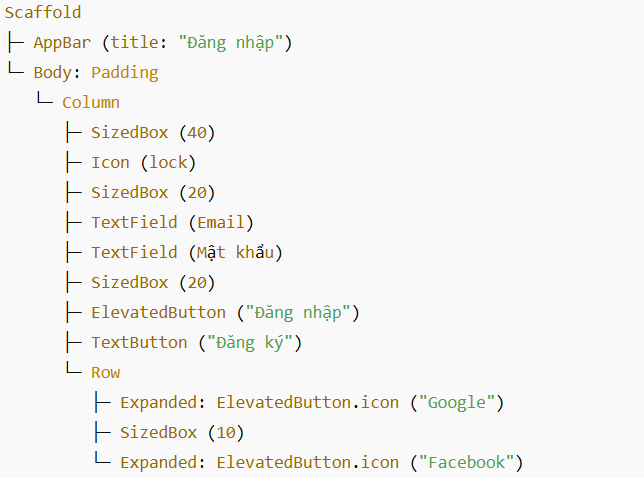 Scaffold
├─ AppBar (title: "Đăng nhập")
└─ Body: Padding
   └─ Column
      ├─ SizedBox (40)
      ├─ Icon (lock)
      ├─ SizedBox (20)
      ├─ TextField (Email)
      ├─ TextField (Mật khẩu)
      ├─ SizedBox (20)
      ├─ ElevatedButton ("Đăng nhập")
      ├─ TextButton ("Đăng ký")
      └─ Row
         ├─ Expanded: ElevatedButton.icon ("Google")
         ├─ SizedBox (10)
         └─ Expanded: ElevatedButton.icon ("Facebook")